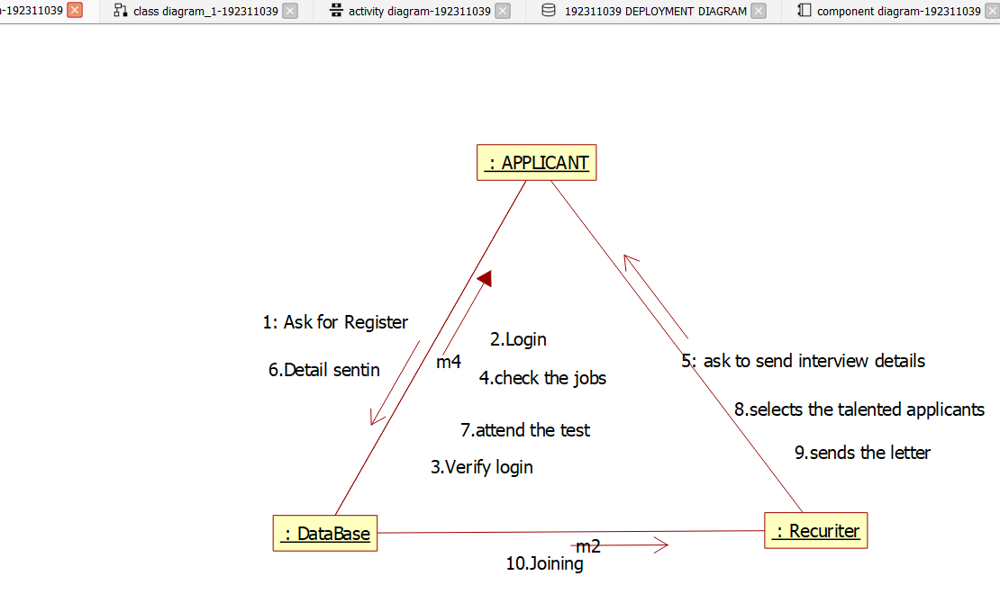 -192311039
class diagram_1-192311039
activity diagram-192311039
192311039 DEPLOYMENT DIAGRAM
component diagram-192311039
: APPLICANT
1: Ask for Register
2.Login
6.Detail sentin
m4
4.check the jobs
5: ask to send interview details
8.selects the talented applicants
7.attend the test
9.sends the letter
3.Verify login
: DataBase
: Recuriter
m2
10.Joining